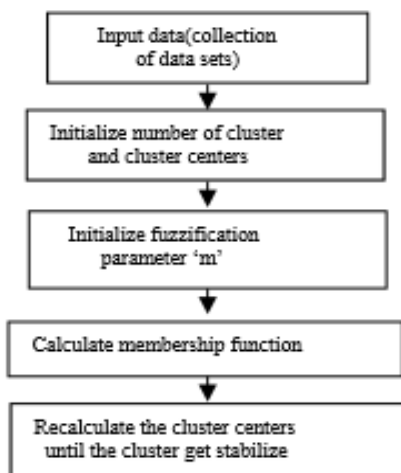 Input data(collection
of data sets)
Initialize number of cluster
and cluster centers
Initialize fuzzification
parameter ‘m’
Calculate membership function
Recalculate the cluster centers
until the cluster get stabilize